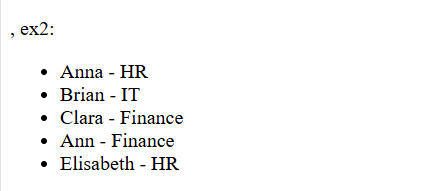 , ex2:
• Anna - HR
• Brian - IT
• Clara - Finance
• Ann - Finance
• Elisabeth - HR